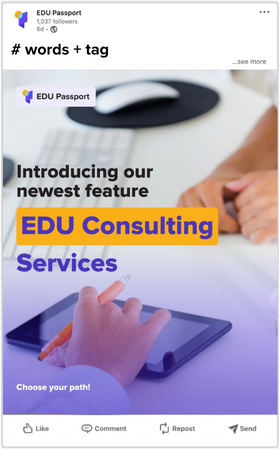 EDU Passport
1,037 followers
6d •
# words + tag
...see more
EDU Passport
Introducing our
newest feature
EDU Consulting
Services
Choose your path!
Like Comment Repost Send